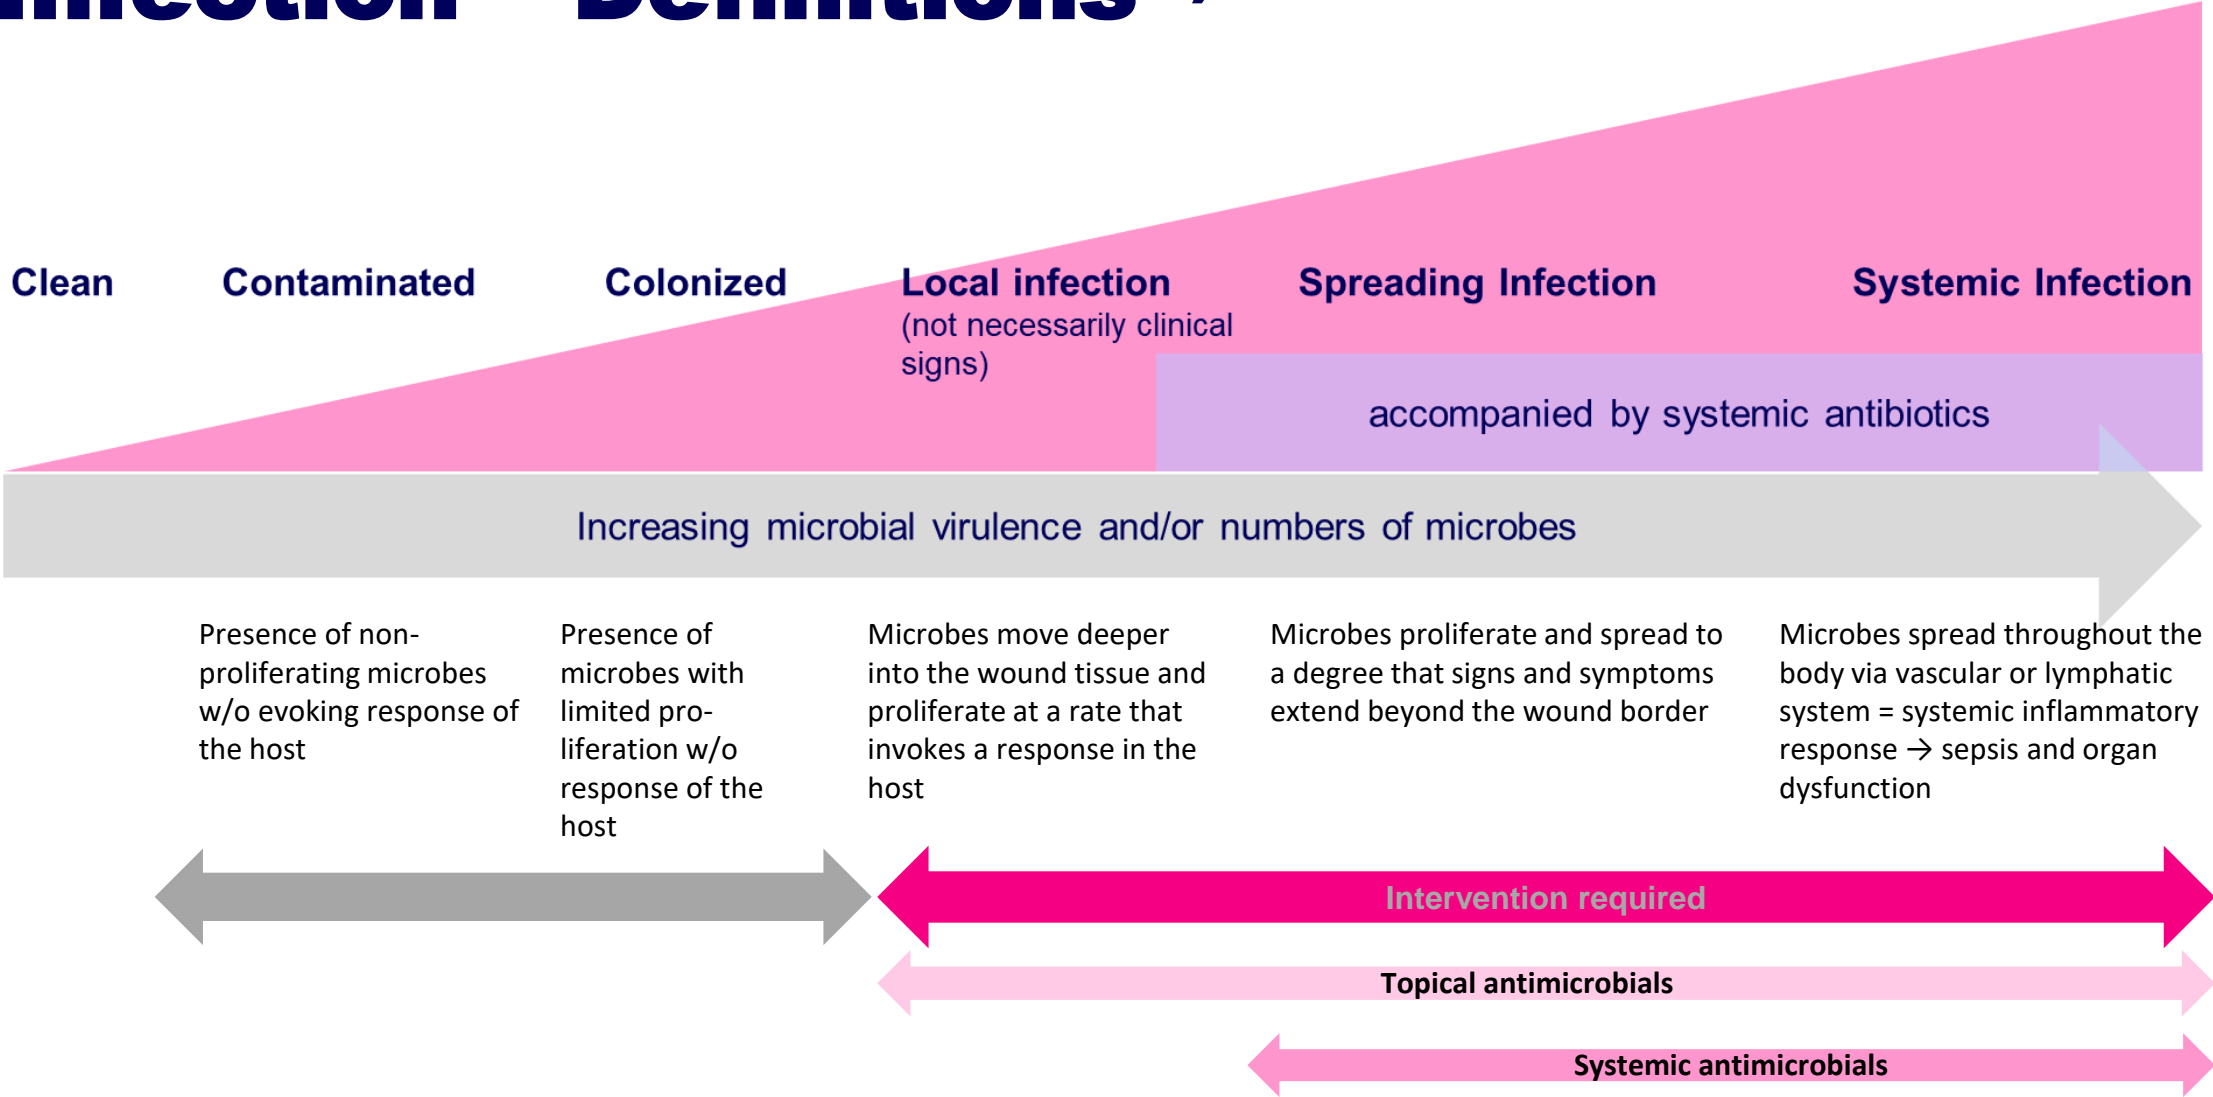 Infection Definitions
Clean
Contaminated
Colonized
Local infection
(not necessarily clinical
signs)
Spreading Infection
Systemic Infection
accompanied by systemic antibiotics
Increasing microbial virulence and/or numbers of microbes
Presence of non-
proliferating microbes
w/o evoking response of
the host
Presence of
microbes with
limited pro-
liferation w/o
response of the
host
Microbes move deeper
into the wound tissue and
proliferate at a rate that
invokes a response in the
host
Microbes proliferate and spread to
a degree that signs and symptoms
extend beyond the wound border
Microbes spread throughout the
body via vascular or lymphatic
system = systemic inflammatory
response → sepsis and organ
dysfunction
Intervention required
Topical antimicrobials
Systemic antimicrobials